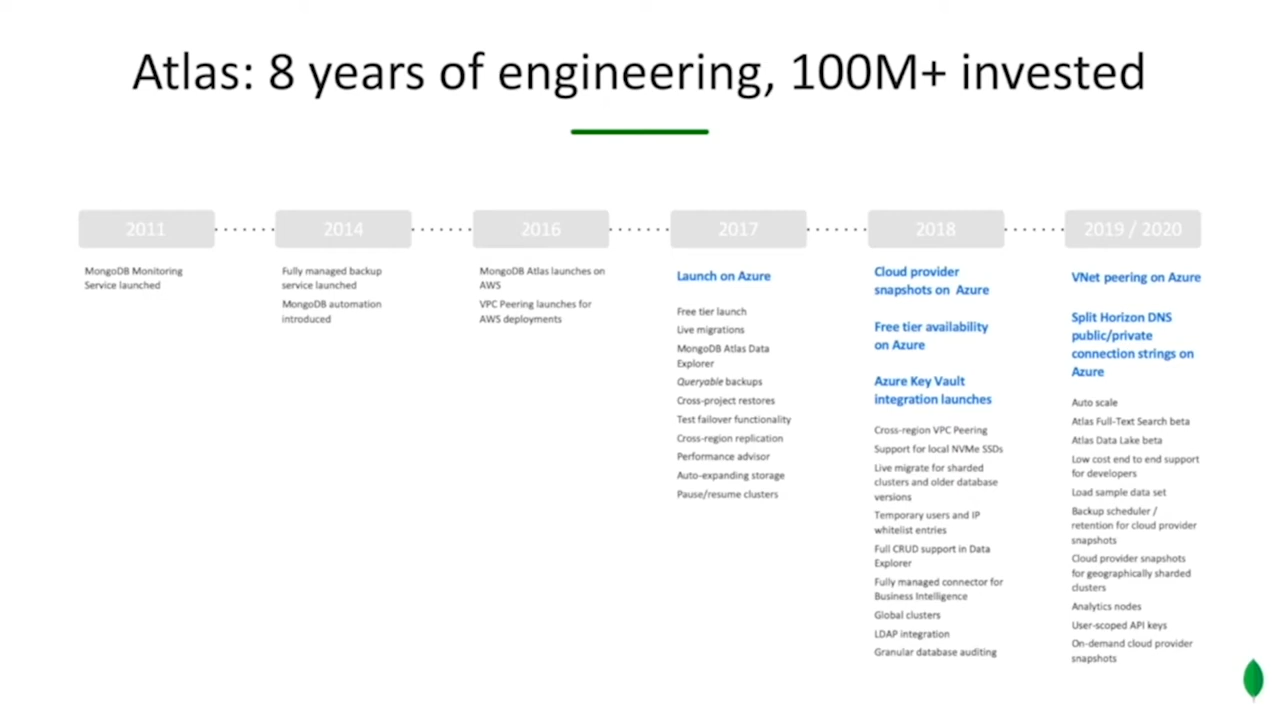 Atlas: 8 years of engineering, 100M+ invested
2011
MongoDB Monitoring
Service launched
2014
Fully managed backup
service launched
MongoDB automation
introduced
2016
MongoDB Atlas launches on
AWS
VPC Peering launches for
AWS deployments
2017
Launch on Azure
Free tier launch
Live migrations
MongoDB Atlas Data
Explorer
Queryable backups
Cross-project restores
Test failover functionality
Cross-region replication
Performance advisor
Auto-expanding storage
Pause/resume clusters
2018
Cloud provider
snapshots on Azure
Free tier availability
on Azure
Azure Key Vault
integration launches
Cross-region VPC Peering
Support for local NVMe SSDs
Live migrate for sharded
clusters and older database
versions
Temporary users and IP
whitelist entries
Full CRUD support in Data
Explorer
Fully managed connector for
Business Intelligence
Global clusters
LDAP integration
Granular database auditing
2019 / 2020
VNet peering on Azure
Split Horizon DNS
public/private
connection strings on
Azure
Auto scale
Atlas Full-Text Search beta
Atlas Data Lake beta
Low cost end to end support
for developers
Load sample data set
Backup scheduler /
retention for cloud provider
snapshots
Cloud provider snapshots
for geographically sharded
clusters
Analytics nodes
User-scoped API keys
On-demand cloud provider
snapshots